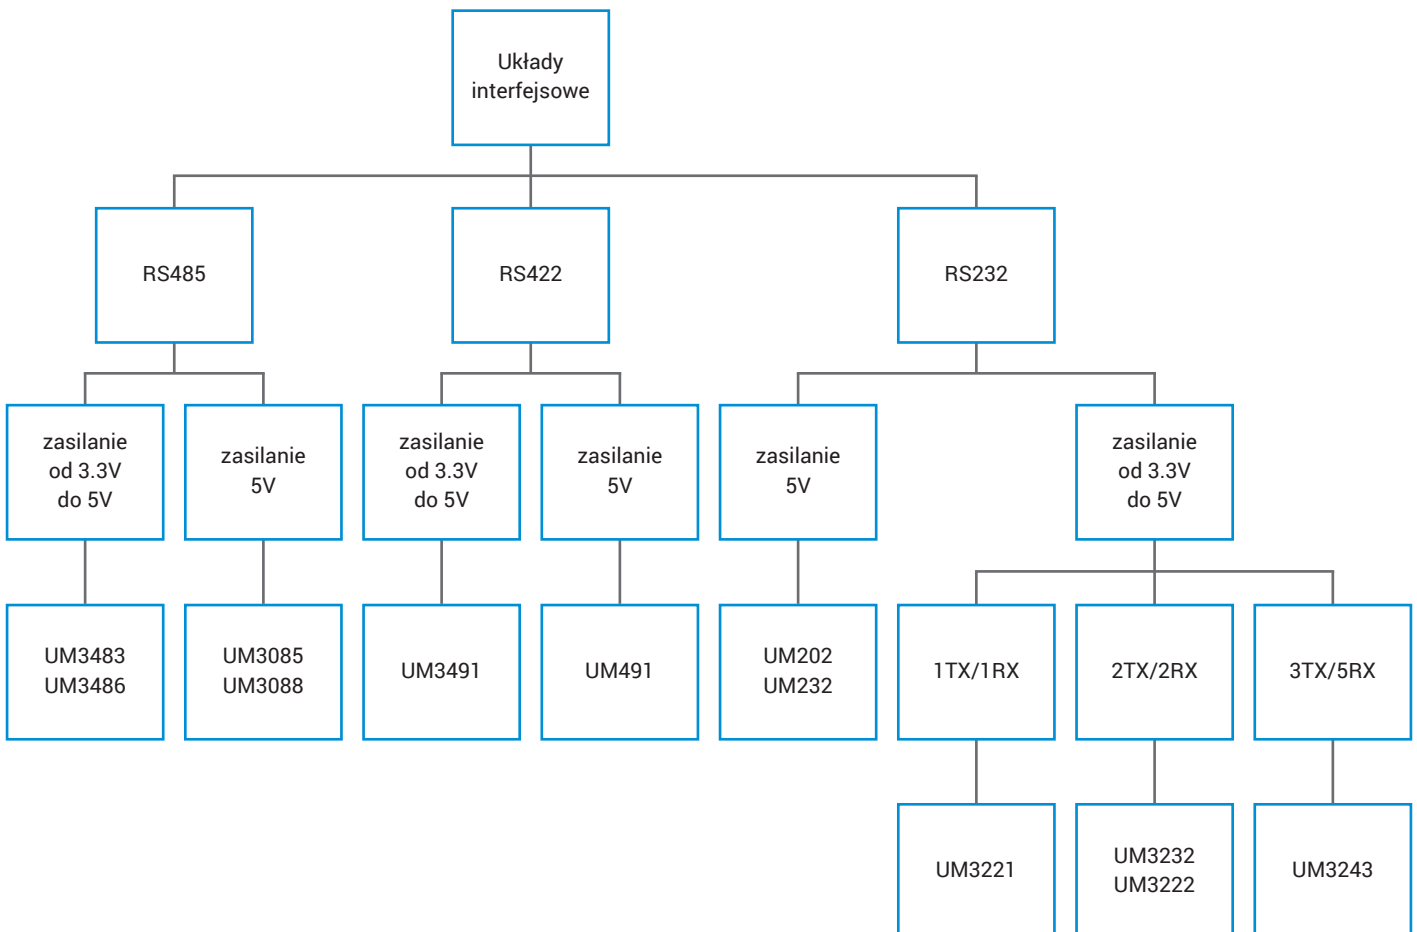 Układy
interfejsowe
RS485
RS422
RS232
zasilanie
od 3.3V
do 5V
zasilanie
5V
zasilanie
od 3.3V
do 5V
zasilanie
5V
zasilanie
5V
zasilanie
od 3.3V
do 5V
UM3483
UM3486
UM3085
UM3088
UM3491
UM491
UM202
UM232
1TX/1RX
2TX/2RX
3TX/5RX
UM3221
UM3232
UM3222
UM3243